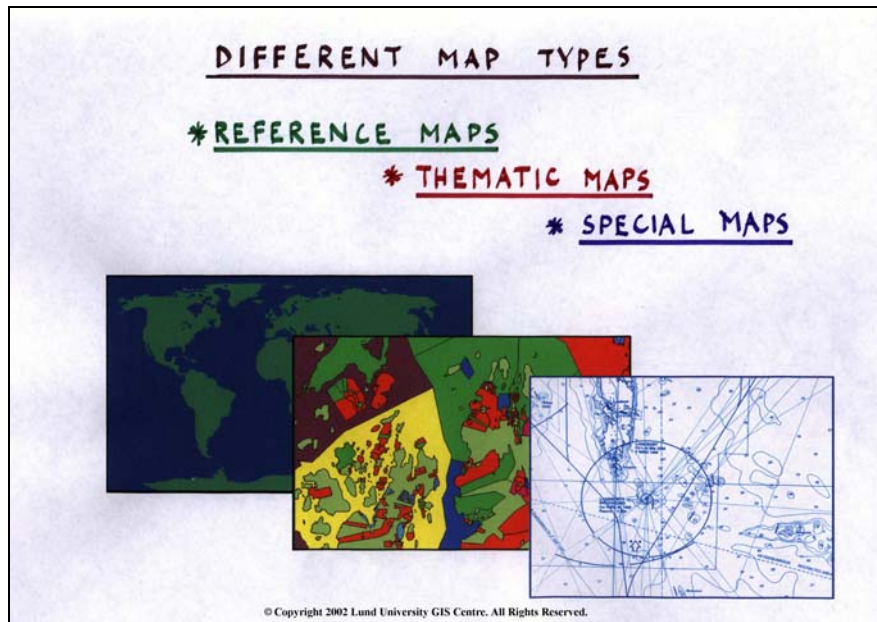 DIFFERENT MAP TYPES
* REFERENCE MAPS
* THEMATIC MAPS
* SPECIAL MAPS
© Copyright 2002 Lund University GIS Centre. All Rights Reserved.